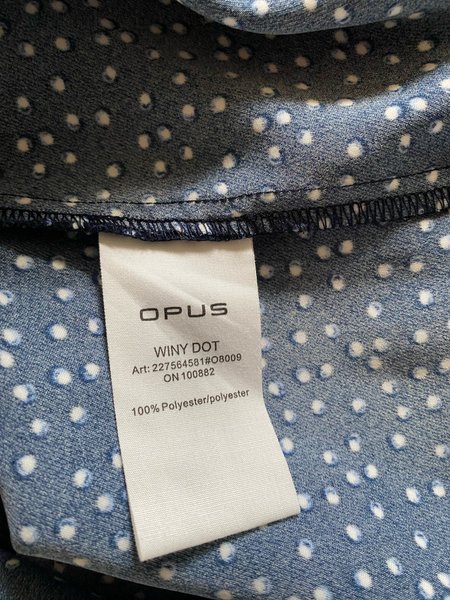 OPUS
WINY DOT
Art: 227564581#O8009
ON 100882
100% Polyester/polyester